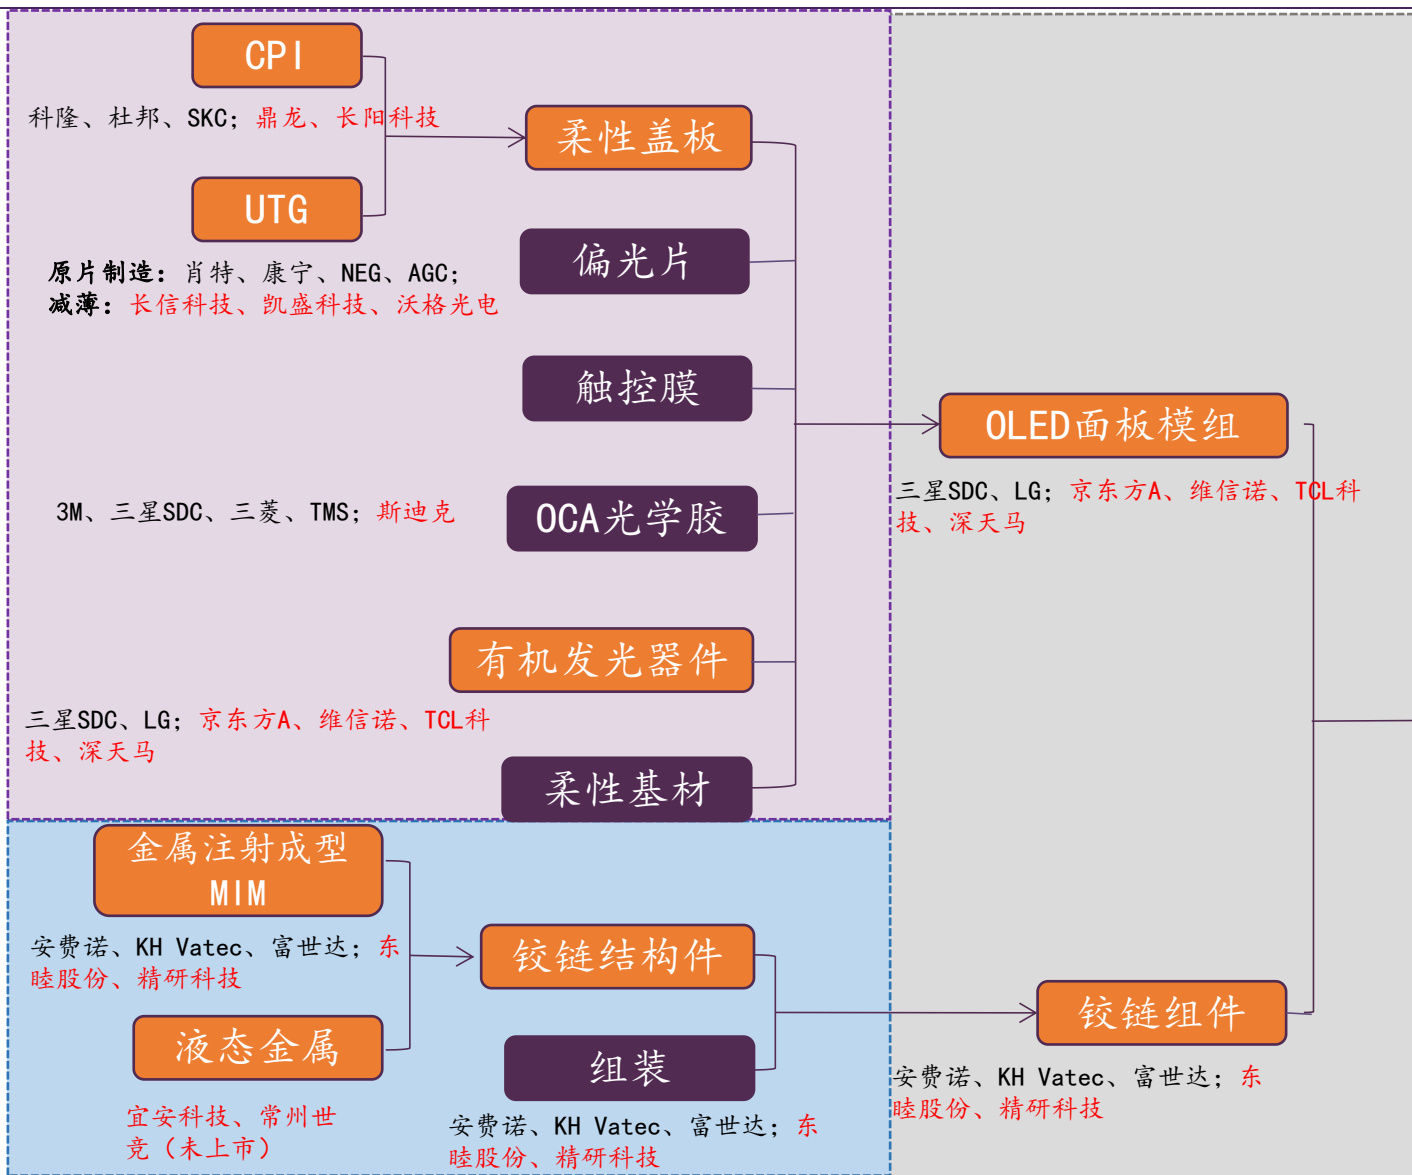 CPI
科隆、杜邦、SKC；鼎龙、长阳科技
柔性盖板
UTG
原片制造：肖特、康宁、NEG、AGC；
减薄：长信科技、凯盛科技、沃格光电
偏光片
触控膜
OLED面板模组
三星SDC、LG；京东方A、维信诺、TCL科
技、深天马
3M、三星SDC、三菱、TMS；斯迪克
OCA光学胶
有机发光器件
三星SDC、LG；京东方A、维信诺、TCL科
技、深天马
柔性基材
金属注射成型
MIM
安费诺、KH Vatec、富世达；东
睦股份、精研科技
铰链结构件
液态金属
宜安科技、常州世
竞（未上市）
组装
安费诺、KH Vatec、富世达；东
睦股份、精研科技
铰链组件
安费诺、KH Vatec、富世达；东
睦股份、精研科技